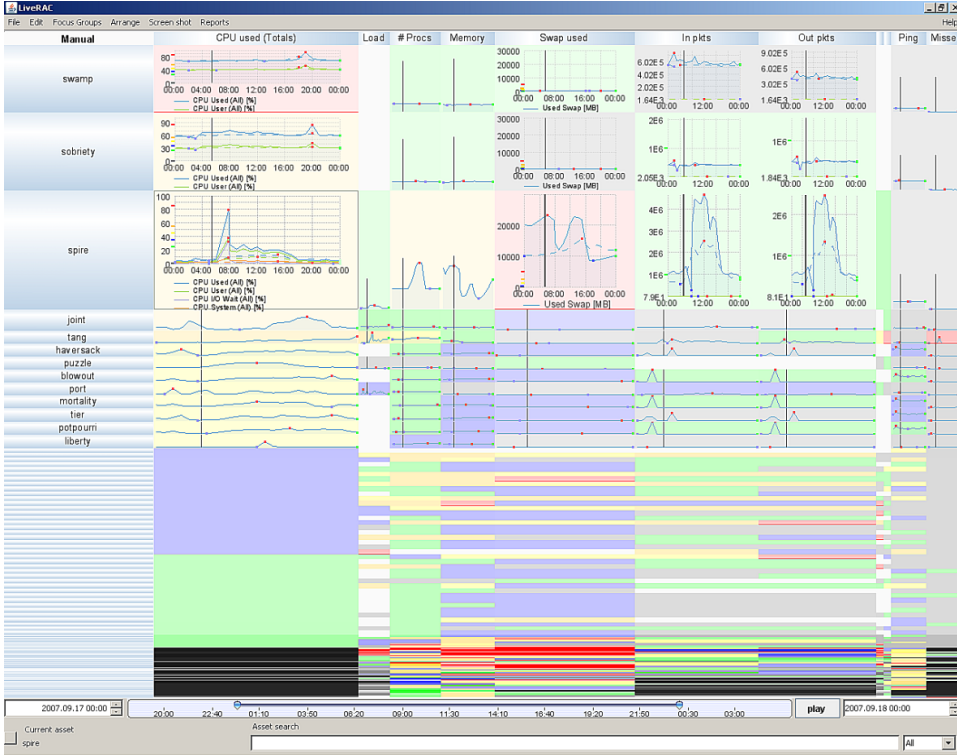 LiveRAC
File Edit Focus Groups Arrange Screen shot Reports Help
Manual CPU used (Totals) Load # Procs Memory Swap used In pkts Out pkts Ping Misse
swamp
80
40
0
00:00 04:00 08:00 12:00 16:00 20:00 00:00
CPU Used (All) [%]
CPU User (All) [%]
30000
20000
10000
0
00:00 08:00 16:00 00:00
Used Swap [MB]
6.02E5
4.02E5
2.02E5
1.64E3
00:00 12:00 00:00
9.02E5
6.02E5
3.02E5
1.64E3
00:00 12:00 00:00
sobriety
90
60
30
0
00:00 04:00 08:00 12:00 16:00 20:00 00:00
CPU Used (All) [%]
CPU User (All) [%]
30000
20000
10000
0
00:00 08:00 16:00 00:00
Used Swap [MB]
2E6
1E6
2.05E3
00:00 12:00 00:00
1E6
1.84E3
00:00 12:00 00:00
spire
100
80
60
40
20
0
00:00 04:00 08:00 12:00 16:00 20:00 00:00
CPU Used (All) [%]
CPU User (All) [%]
CPU I/O Wait (All) [%]
CPU System (All) [%]
20000
10000
0
00:00 08:00 16:00 00:00
Used Swap [MB]
4E6
3E6
2E6
1E6
7.9E1
00:00 12:00 00:00
2E6
1E6
8.1E1
00:00 12:00 00:00
joint
tang
haversack
puzzle
blowout
port
mortality
tier
potpourri
liberty
2007.09.17 00:00
20:00 22:40 01:10 03:50 06:20 09:00 11:30 14:10 16:40 19:20 21:50 00:30 03:00
play
2007.09.18 00:00
Current asset
spire
Asset search
All